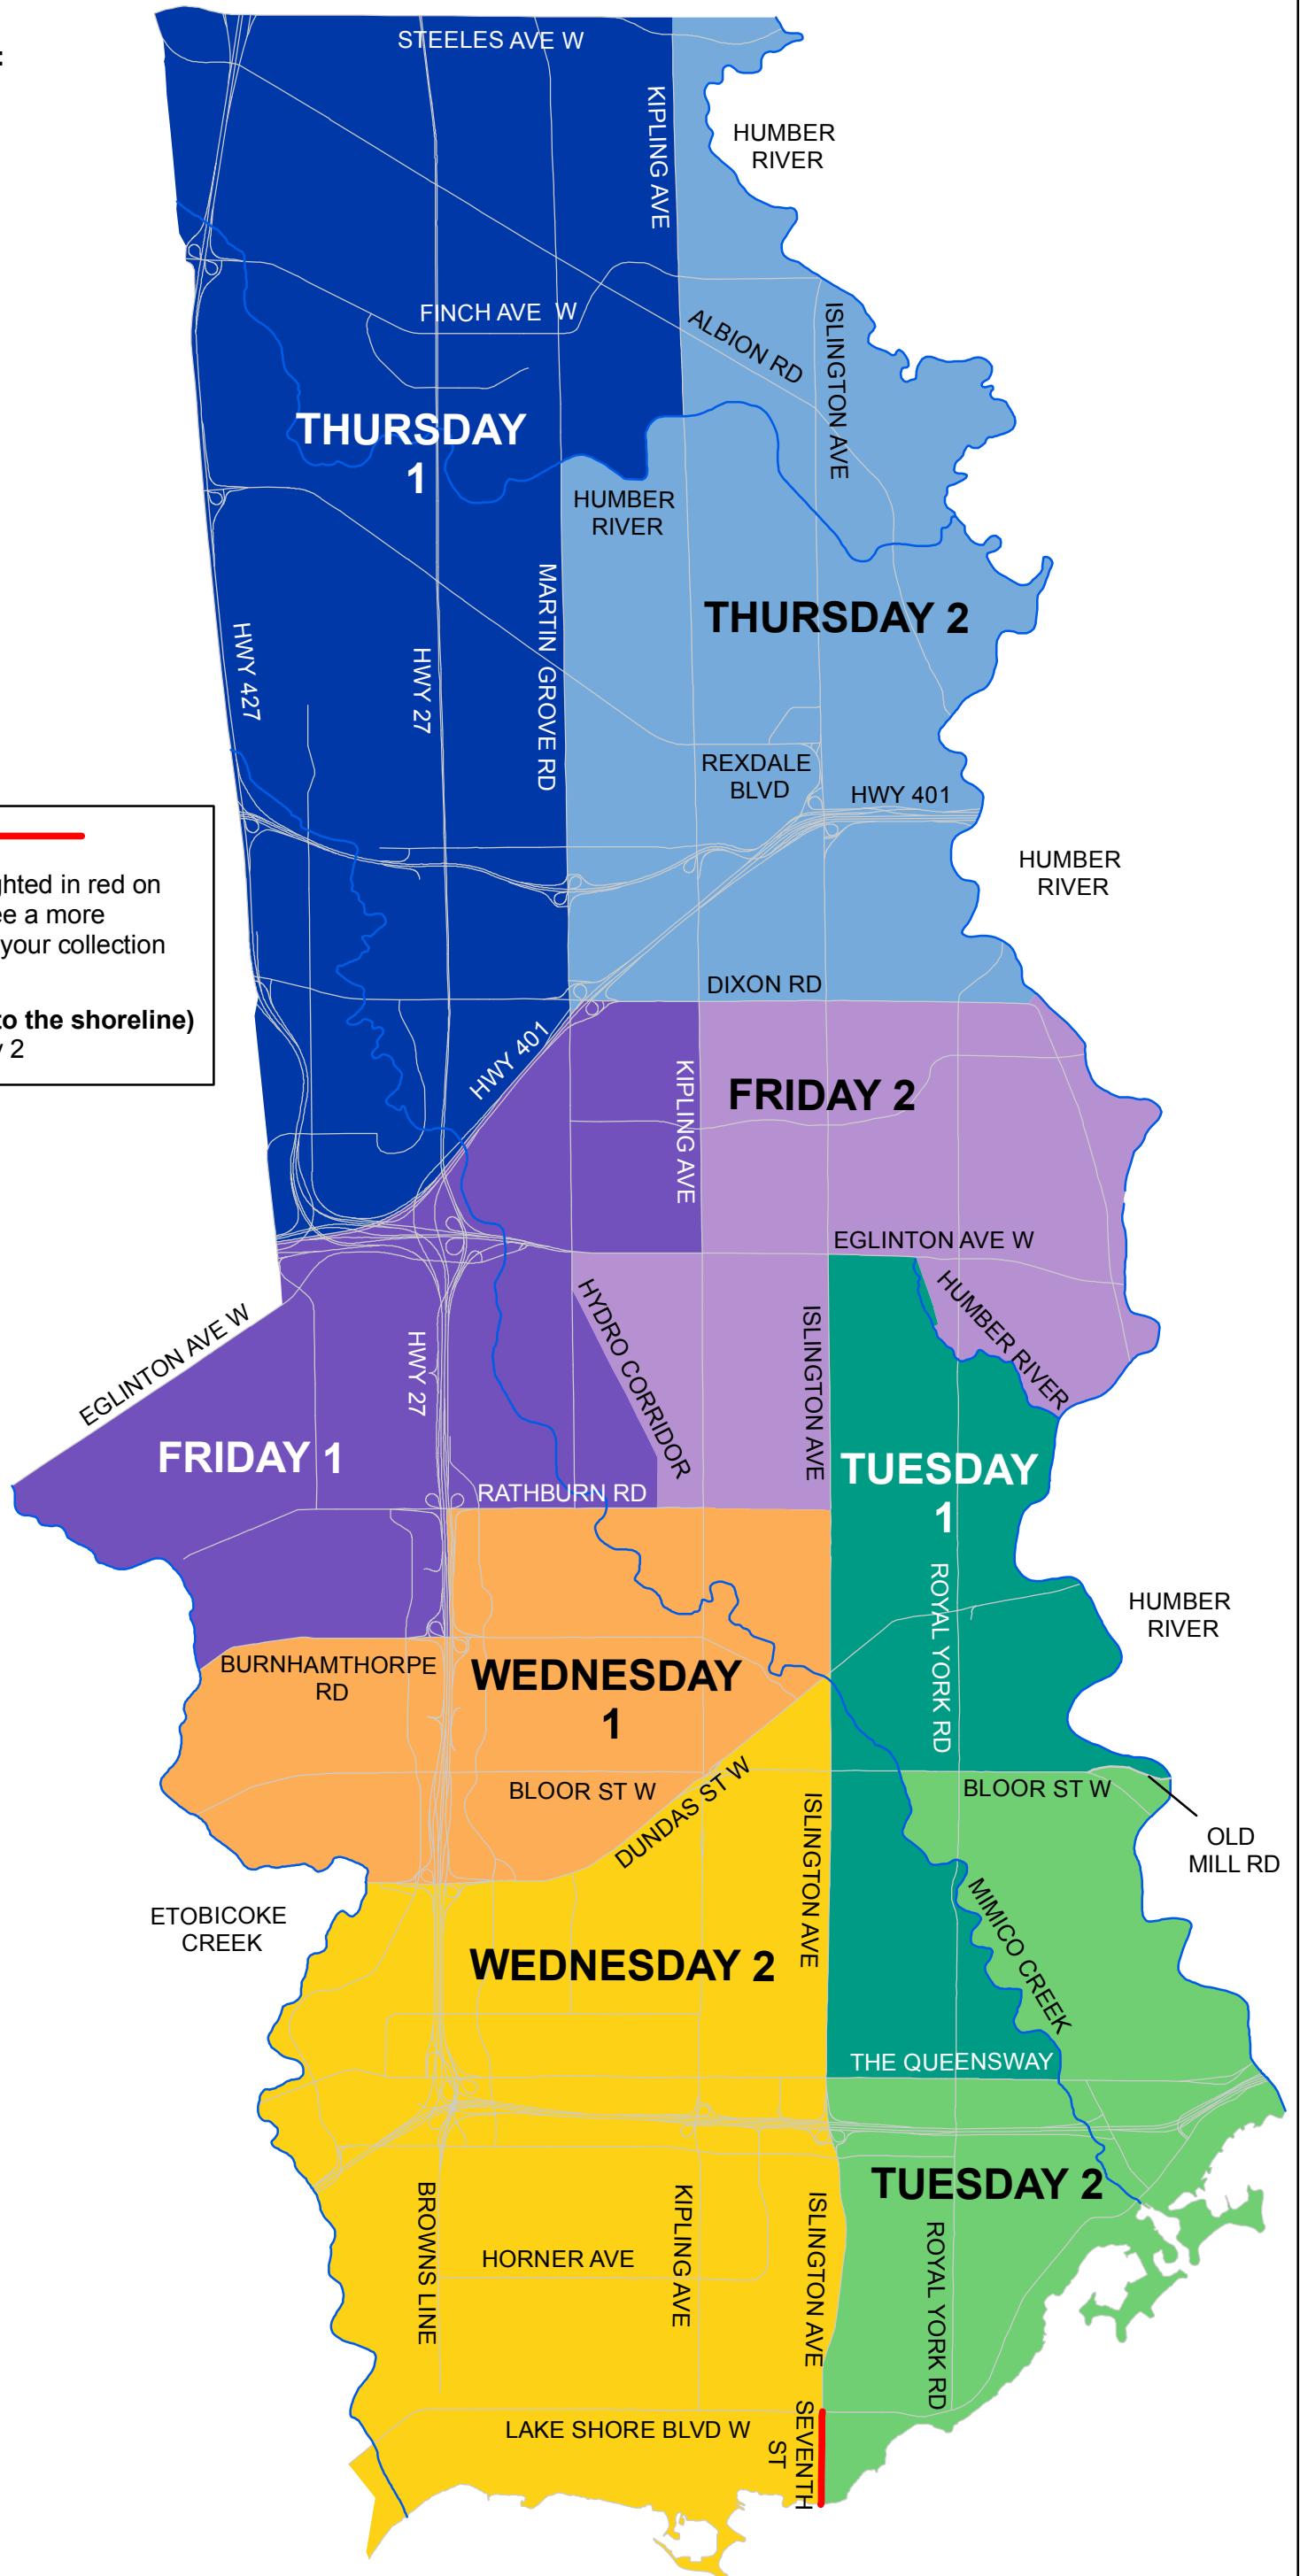 :
STEELES AVE W
KIPLING AVE
HUMBER
RIVER
FINCH AVE W
ALBION RD
ISLINGTON AVE
THURSDAY
1
HUMBER
RIVER
MARTIN GROVE RD
THURSDAY 2
HWY 427
HWY 27
REXDALE
BLVD
HWY 401
HUMBER
RIVER
ghted in red on
ee a more
your collection
to the shoreline)
y 2
DIXON RD
HWY 401
KIPLING AVE
FRIDAY 2
EGLINTON AVE W
HUMBER RIVER
HYDRO CORRIDOR
ISLINGTON AVE
EGLINTON AVE W
HWY 27
FRIDAY 1
TUESDAY
1
RATHBURN RD
ROYAL YORK RD
HUMBER
RIVER
BURNHAMTHORPE
RD
WEDNESDAY
1
BLOOR ST W
DUNDAS ST W
BLOOR ST W
ISLINGTON AVE
OLD
MILL RD
ETOBICOKE
CREEK
MIMICO CREEK
WEDNESDAY 2
THE QUEENSWAY
TUESDAY 2
BROWNS LINE
KIPLING AVE
ISLINGTON AVE
ROYAL YORK RD
HORNER AVE
LAKE SHORE BLVD W
SEVENTH
ST